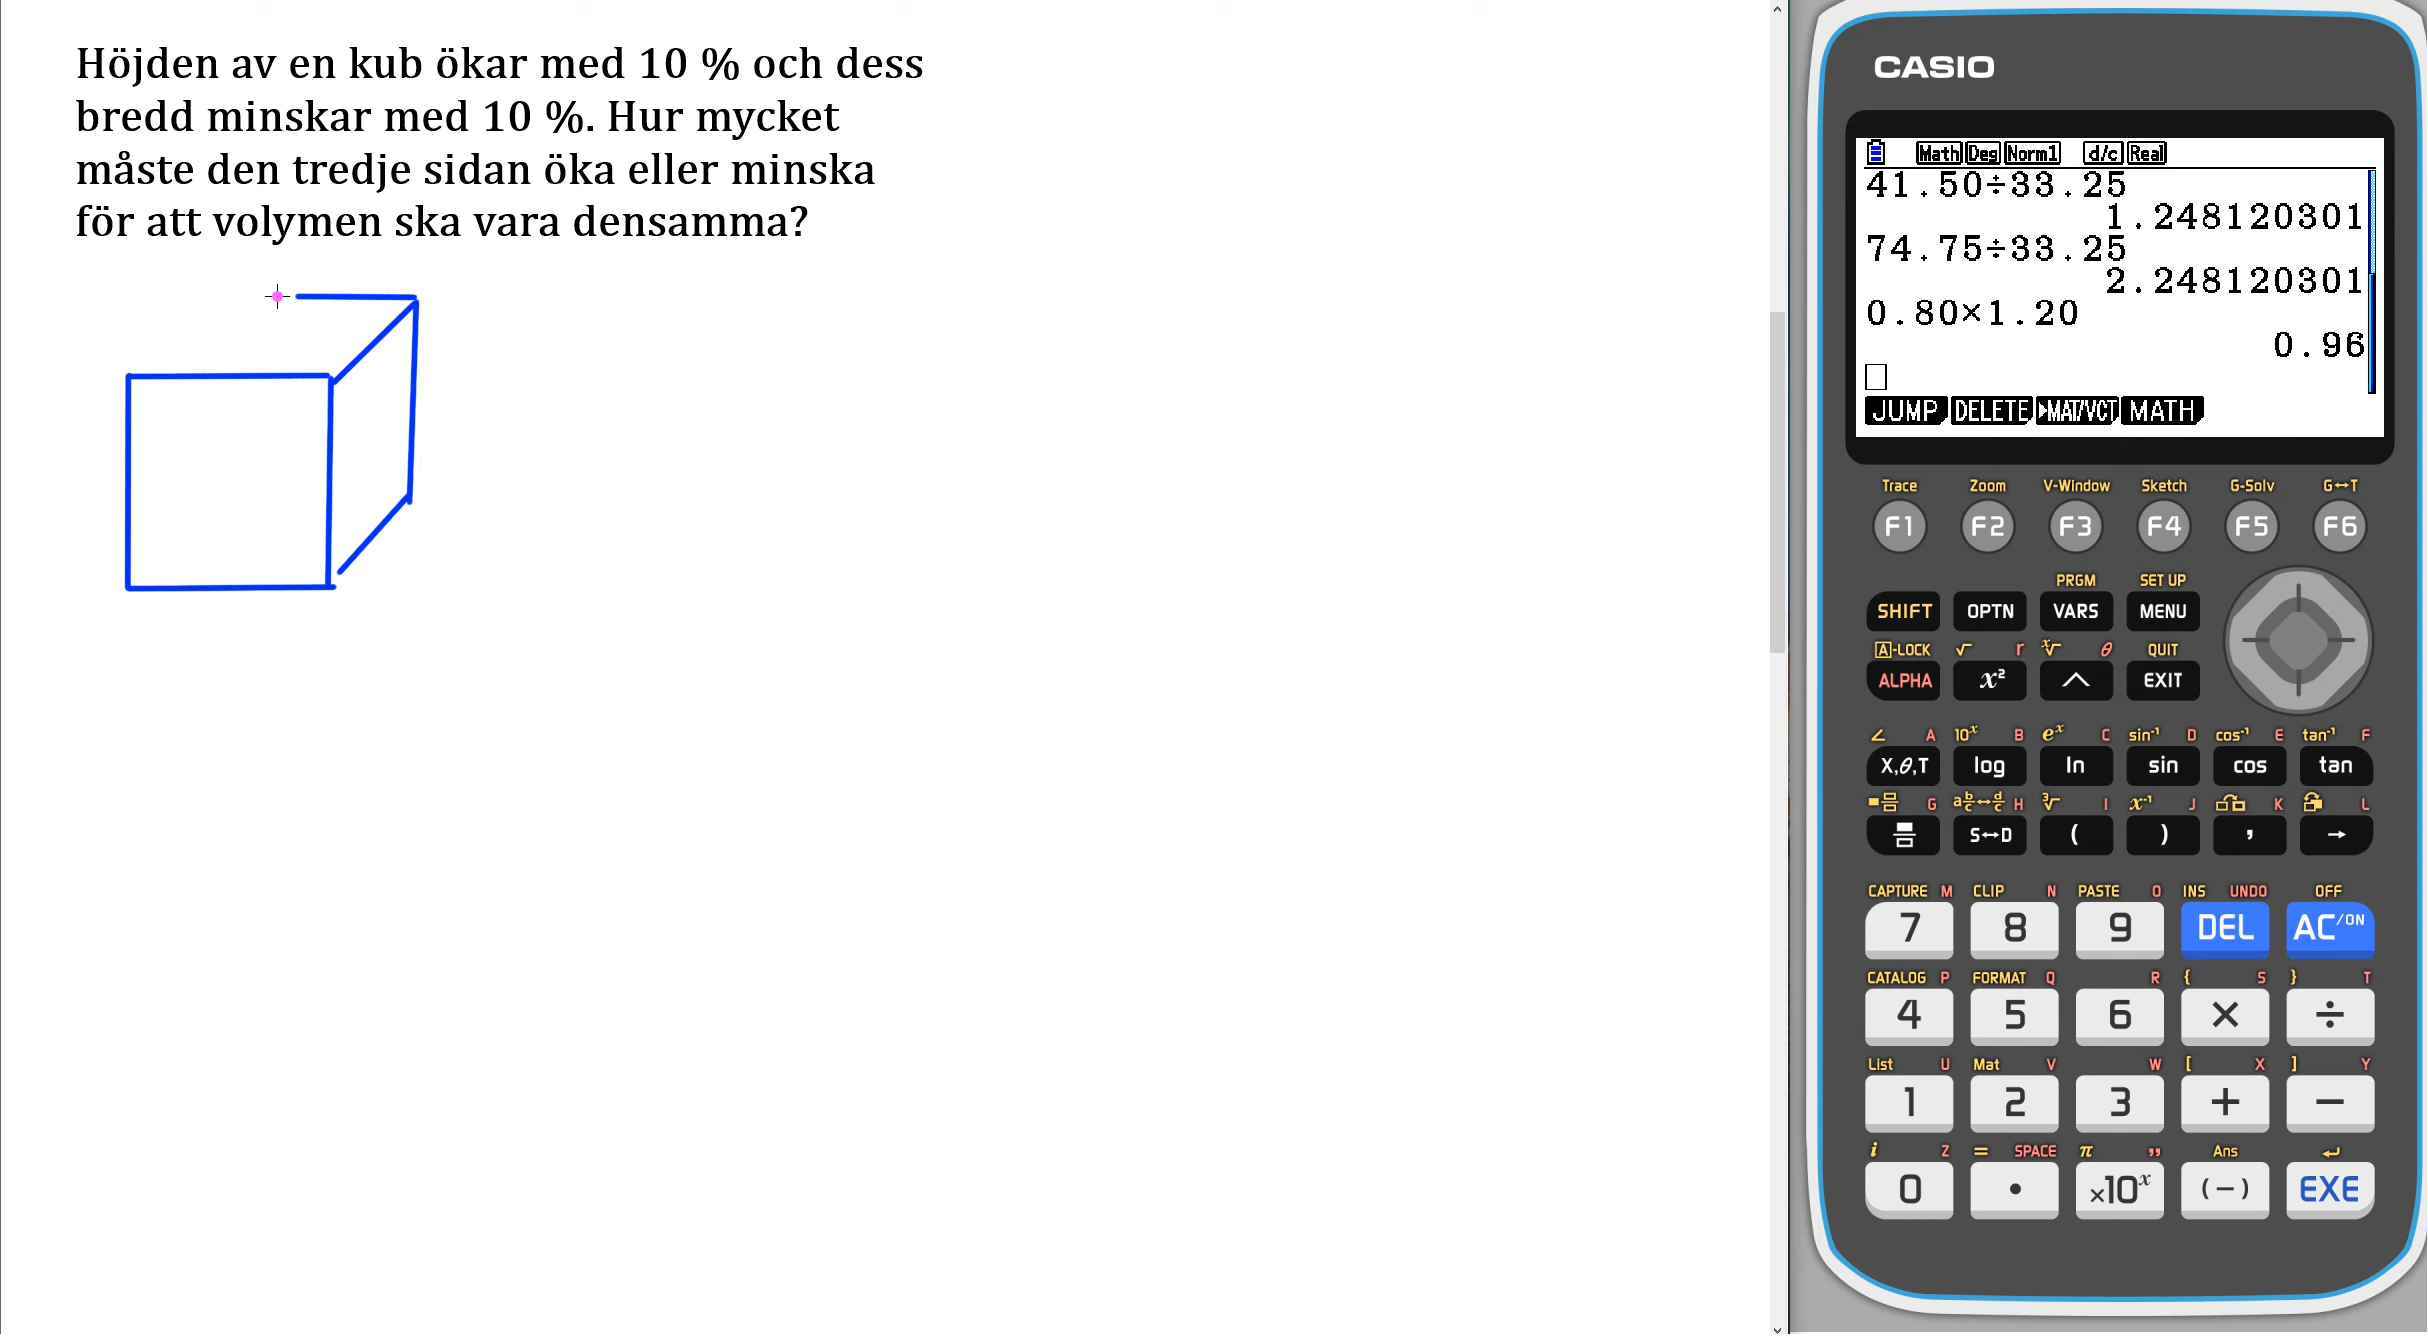 Höjden av en kub ökar med 10 % och dess
bredd minskar med 10 %. Hur mycket
måste den tredje sidan öka eller minska
för att volymen ska vara densamma?
CASIO
Math Deg Norm1 d/c Real
41.50÷33.25
1.248120301
74.75÷33.25
2.248120301
0.80×1.20
0.96
JUMP DELETE ▶MAT/VCT MATH
Trace Zoom V-Window Sketch G-Solv G↔T
F1 F2 F3 F4 F5 F6
PRGM SET UP
SHIFT OPTN VARS MENU
A-LOCK √ r ˣ√ θ QUIT
ALPHA x² ^ EXIT
∠ A 10ˣ B eˣ C sin⁻¹ D cos⁻¹ E tan⁻¹ F
X,θ,T log ln sin cos tan
G a b/c↔d/c H ³√ I x⁻¹ J K L
S↔D ( ) , →
CAPTURE M CLIP N PASTE O INS UNDO OFF
7 8 9 DEL AC/ON
CATALOG P FORMAT Q R { S } T
4 5 6 × ÷
List U Mat V W [ X ] Y
1 2 3 + −
i Z = SPACE π " Ans ↵
0 • ×10ˣ (−) EXE